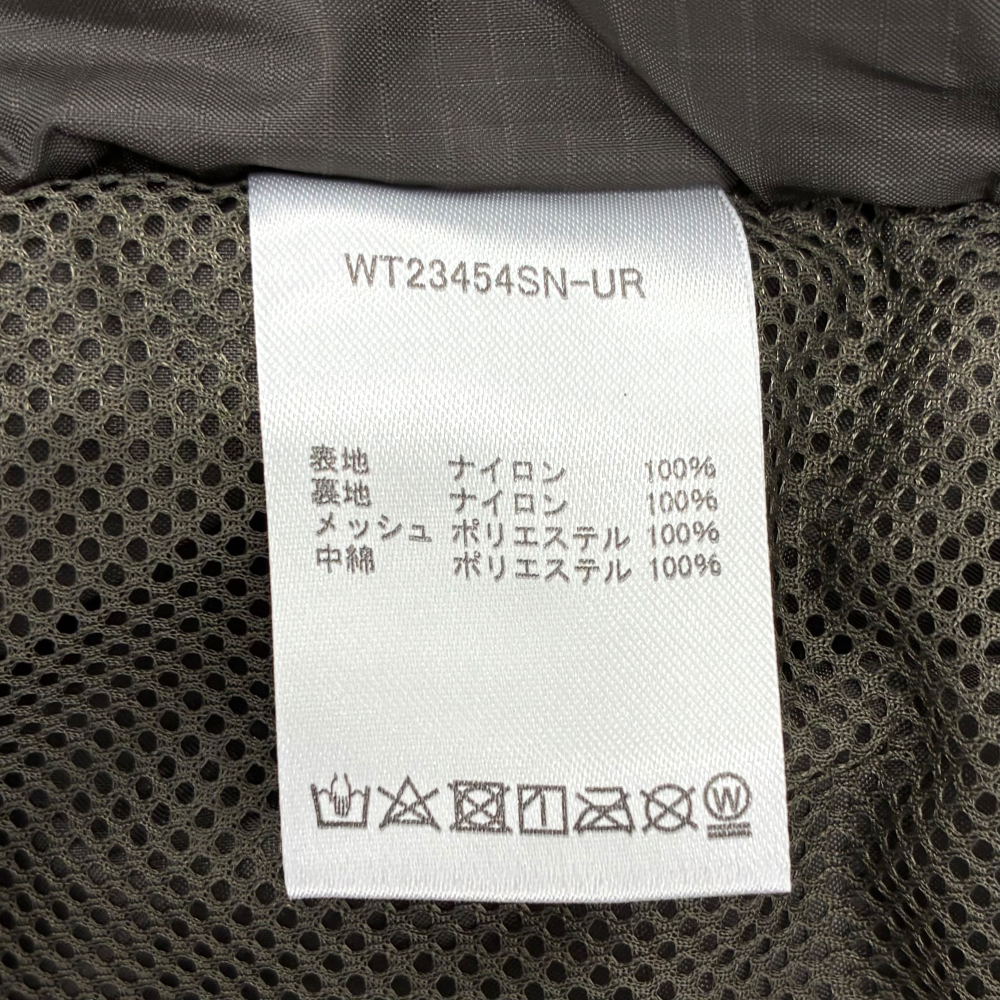 WT23454SN-UR
表地 ナイロン 100%
裏地 ナイロン 100%
メッシュ ポリエステル 100%
中綿 ポリエステル 100%
W